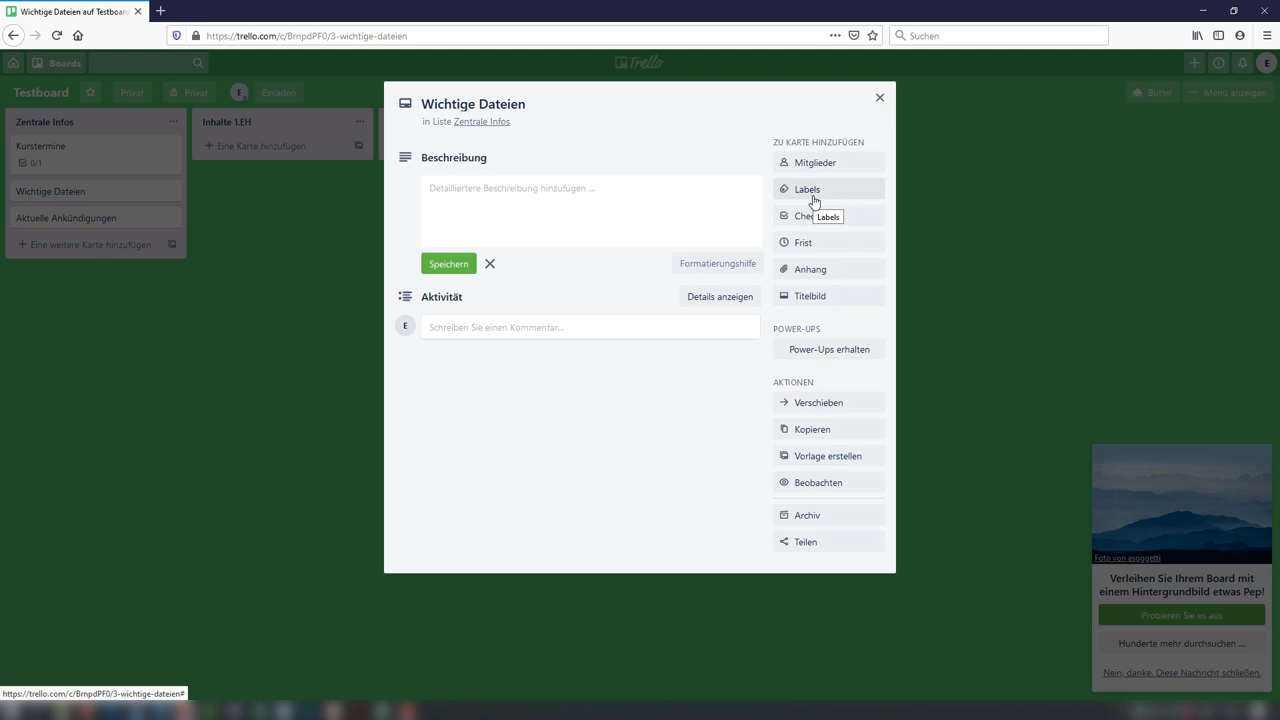 Wichtige Dateien auf Testboard
https://trello.com/c/BrnpdPF0/3-wichtige-dateien
Suchen
Boards
Trello
E
Testboard
Privat
Privat
E
Einladen
Butler
Menü anzeigen
Zentrale Infos
Kurstermine
0/1
Wichtige Dateien
Aktuelle Ankündigungen
Eine weitere Karte hinzufügen
Inhalte 1.EH
Eine Karte hinzufügen
Wichtige Dateien
in Liste Zentrale Infos
Beschreibung
Detailliertere Beschreibung hinzufügen ...
Speichern
Formatierungshilfe
Aktivität
Details anzeigen
E
Schreiben Sie einen Kommentar...
ZU KARTE HINZUFÜGEN
Mitglieder
Labels
Labels
Frist
Anhang
Titelbild
POWER-UPS
Power-Ups erhalten
AKTIONEN
Verschieben
Kopieren
Vorlage erstellen
Beobachten
Archiv
Teilen
Foto von asoggetti
Verleihen Sie Ihrem Board mit
einem Hintergrundbild etwas Pep!
Probieren Sie es aus
Hunderte mehr durchsuchen ...
Nein, danke. Diese Nachricht schließen.
https://trello.com/c/BrnpdPF0/3-wichtige-dateien#